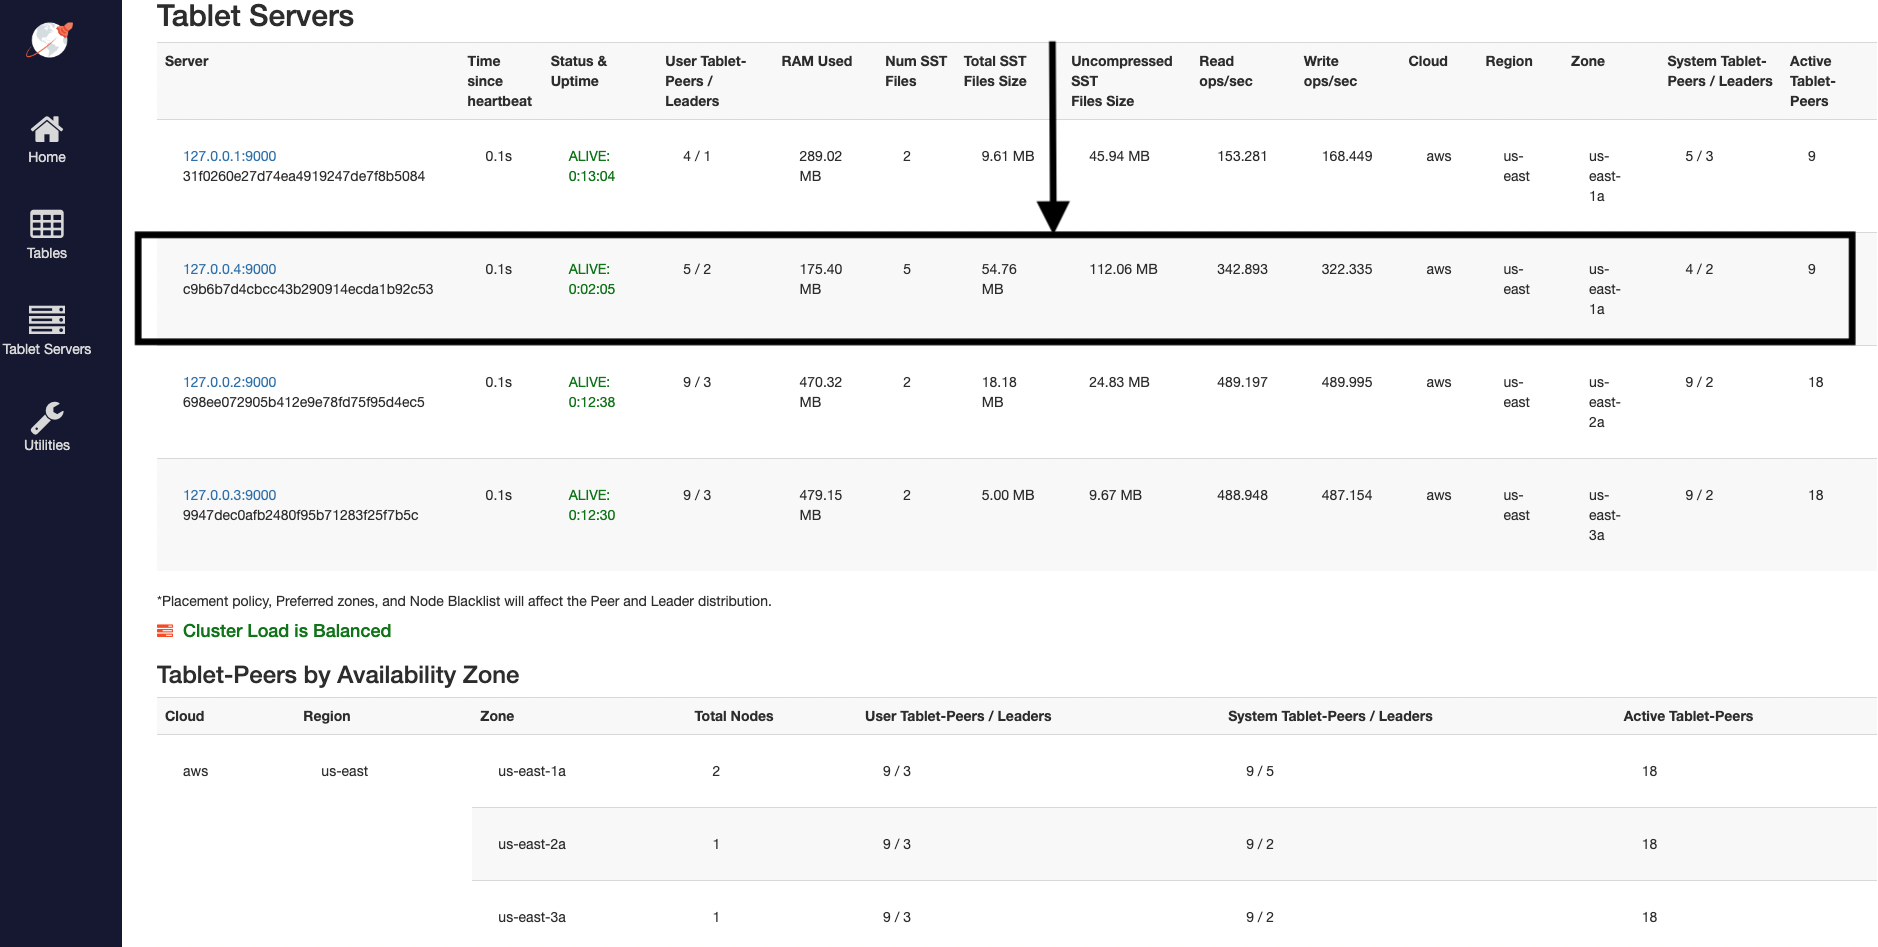 Tablet Servers
Server
Time since heartbeat
Status & Uptime
User Tablet-Peers / Leaders
RAM Used
Num SST Files
Total SST Files Size
Uncompressed SST Files Size
Read ops/sec
Write ops/sec
Cloud
Region
Zone
System Tablet-Peers / Leaders
Active Tablet-Peers
Home
Tables
Tablet Servers
Utilities
127.0.0.1:9000 0.1s ALIVE: 4 / 1 289.02 2 9.61 MB 45.94 MB 153.281 168.449 aws us- us- 5 / 3 9
31f0260e27d74ea4919247de7f8b5084 0:13:04 MB east east-
1a
127.0.0.4:9000 0.1s ALIVE: 5 / 2 175.40 5 54.76 112.06 MB 342.893 322.335 aws us- us- 4 / 2 9
c9b6b7d4cbcc43b290914ecda1b92c53 0:02:05 MB MB east east-
1a
127.0.0.2:9000 0.1s ALIVE: 9 / 3 470.32 2 18.18 24.83 MB 489.197 489.995 aws us- us- 9 / 2 18
698ee072905b412e9e78fd75f95d4ec5 0:12:38 MB MB east east-
2a
127.0.0.3:9000 0.1s ALIVE: 9 / 3 479.15 2 5.00 MB 9.67 MB 488.948 487.154 aws us- us- 9 / 2 18
9947dec0afb2480f95b71283f25f7b5c 0:12:30 MB east east-
3a
*Placement policy, Preferred zones, and Node Blacklist will affect the Peer and Leader distribution.
Cluster Load is Balanced
Tablet-Peers by Availability Zone
Cloud Region Zone Total Nodes User Tablet-Peers / Leaders System Tablet-Peers / Leaders Active Tablet-Peers
aws us-east us-east-1a 2 9 / 3 9 / 5 18
us-east-2a 1 9 / 3 9 / 2 18
us-east-3a 1 9 / 3 9 / 2 18